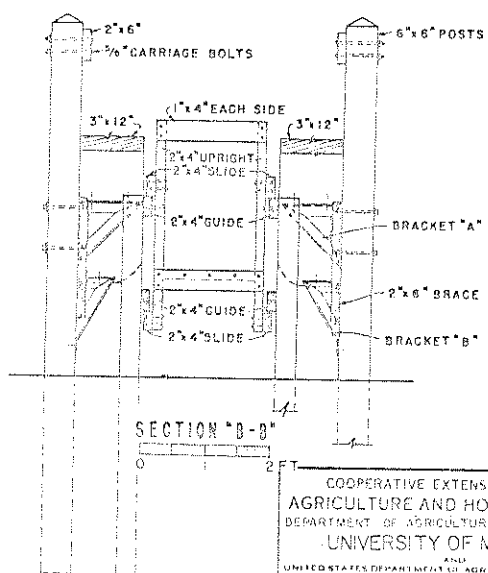 2"x6"
5/8" CARRIAGE BOLTS
6"x6" POSTS
1"x4" EACH SIDE
3"x12"
3"x12"
2"x4" UPRIGHT
2"x4" SLIDE
2"x4" GUIDE
BRACKET "A"
2"x6" BRACE
2"x4" GUIDE
2"x4" SLIDE
BRACKET "B"
SECTION "B-B"
0 2 FT
COOPERATIVE EXTENS
AGRICULTURE AND HO
DEPARTMENT OF AGRICULTUR
UNIVERSITY OF M
AND
UNITED STATES DEPARTMENT OF AGR